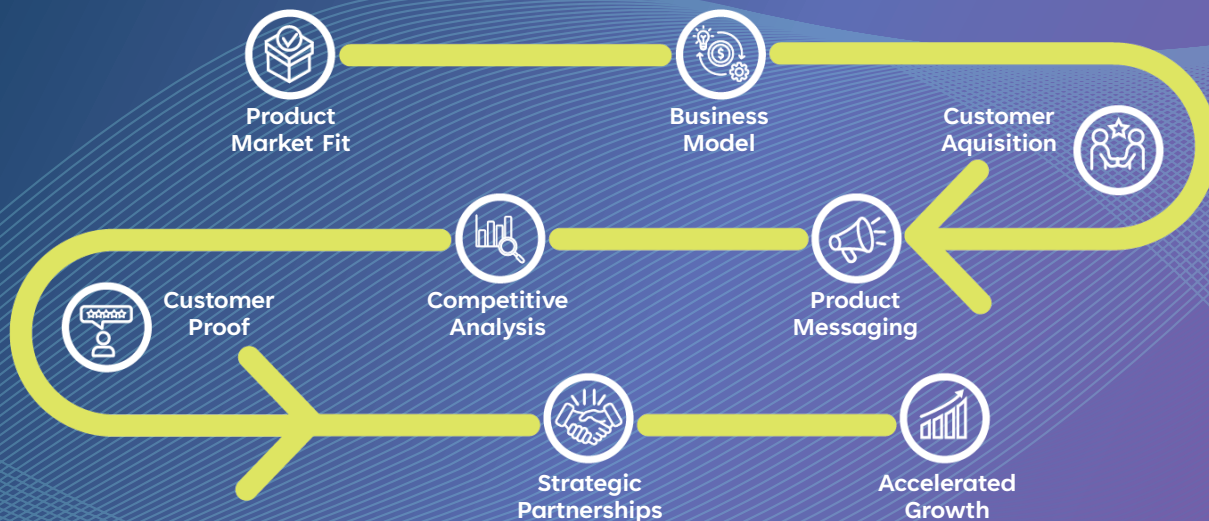 Product
Market Fit
Business
Model
Customer
Aquisition
Product
Messaging
Competitive
Analysis
Customer
Proof
Strategic
Partnerships
Accelerated
Growth